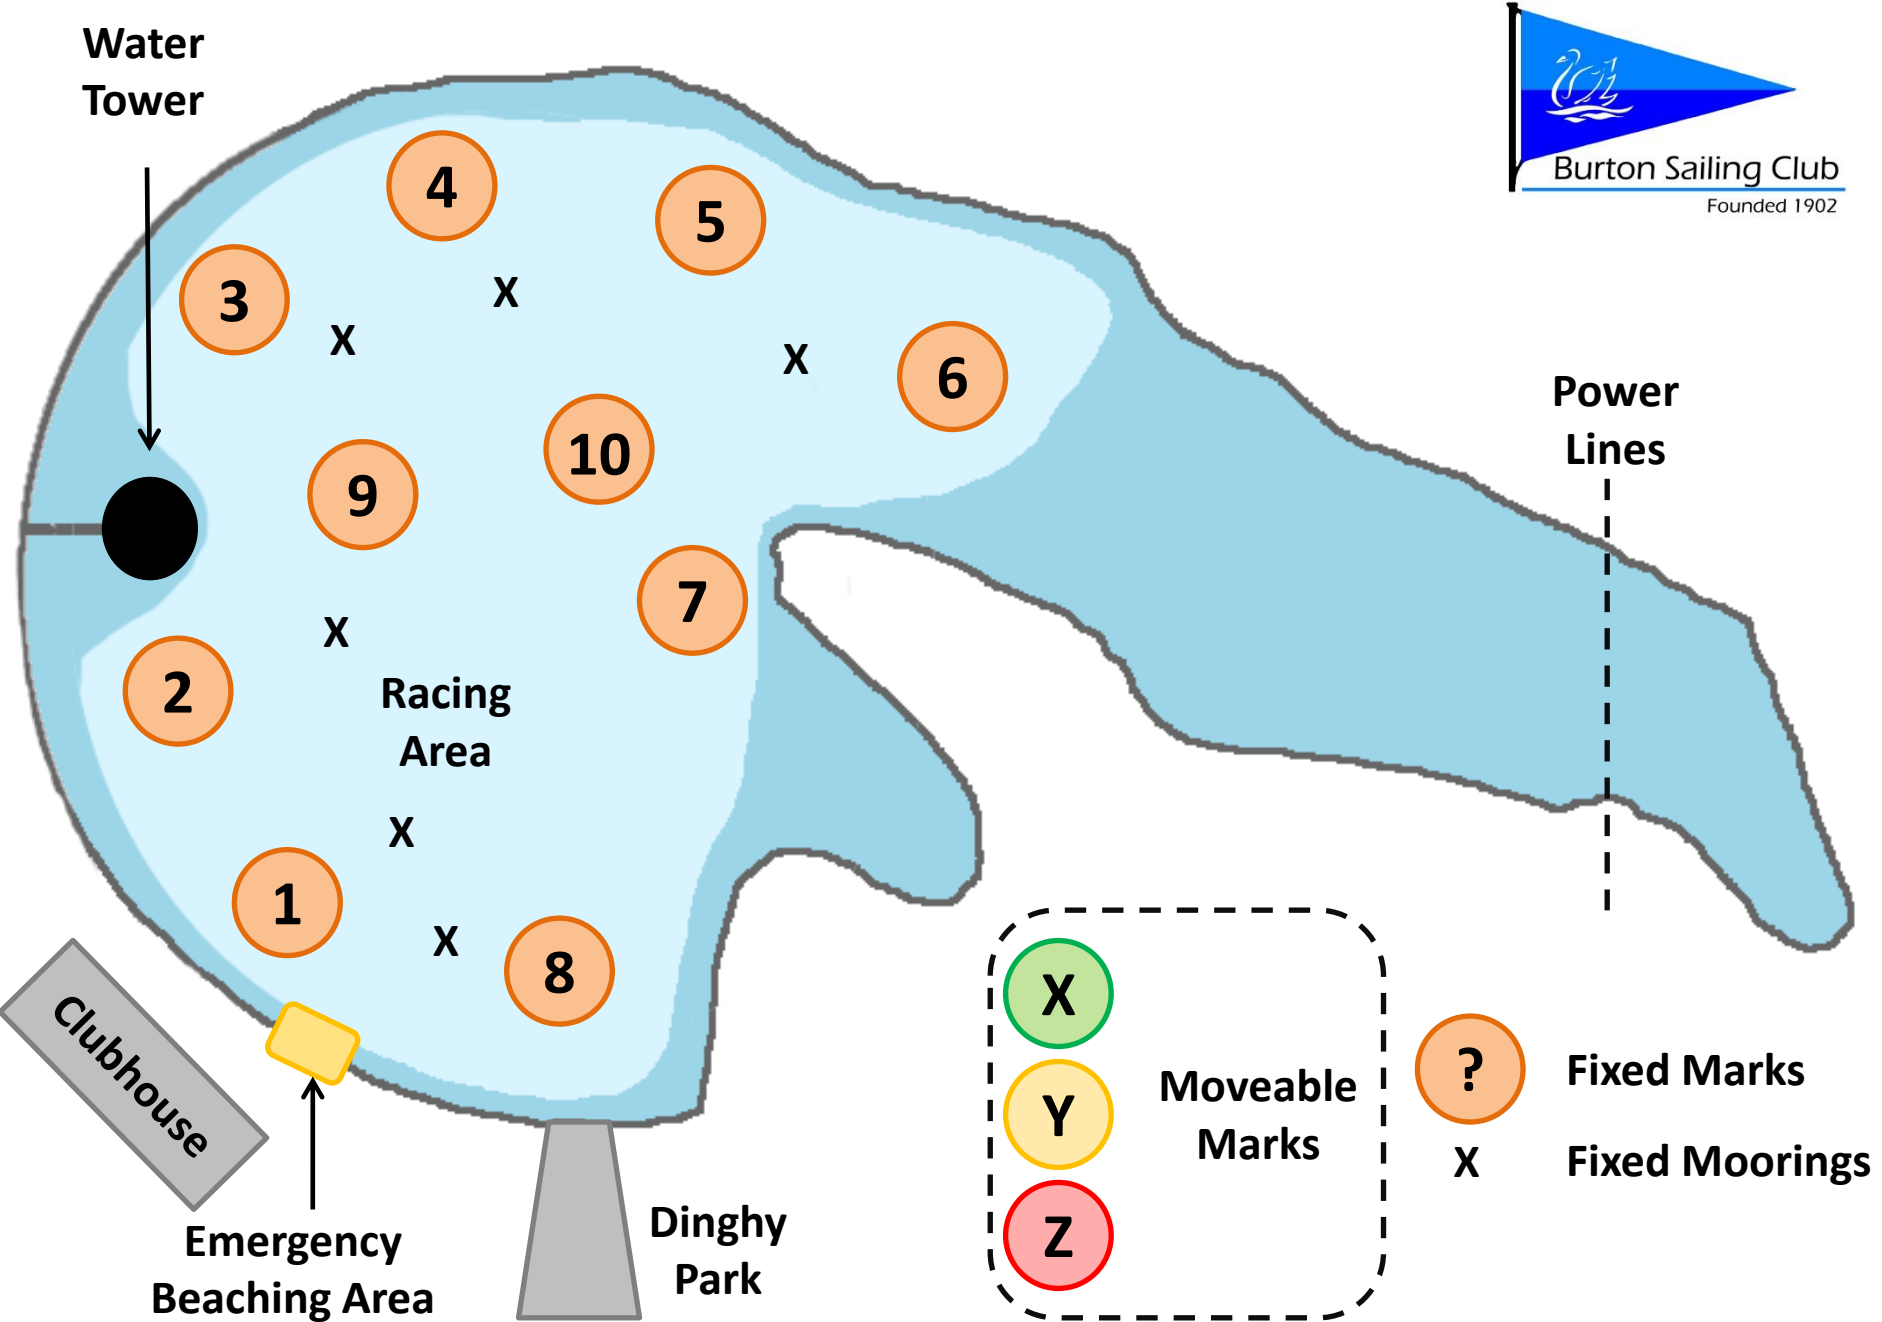 Water
Tower
Burton Sailing Club
Founded 1902
4
5
3
X
X
X
6
Power
Lines
10
9
7
X
2
Racing
Area
X
1
X
8
Clubhouse
X
Y
Z
Moveable
Marks
?
Fixed Marks
X
Fixed Moorings
Emergency
Beaching Area
Dinghy
Park